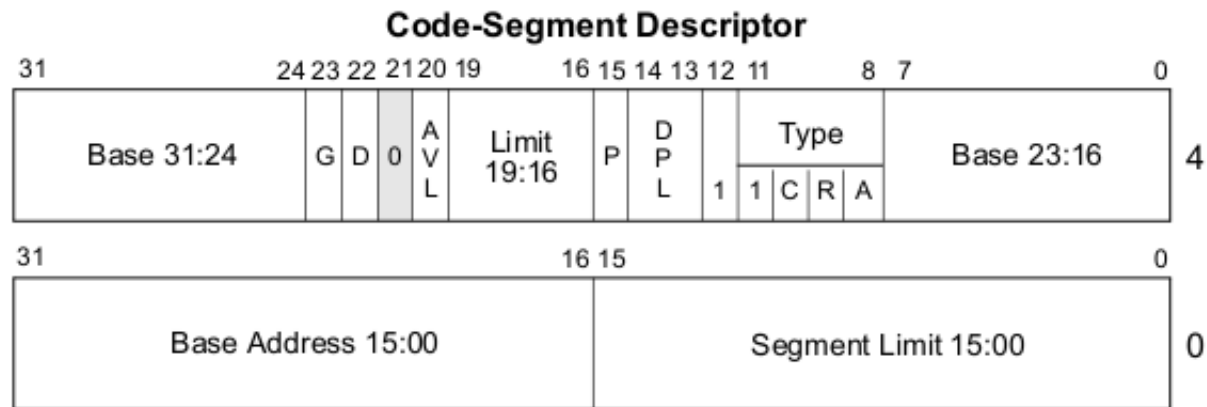 Code-Segment Descriptor
31 24 23 22 21 20 19 16 15 14 13 12 11 8 7 0
Base 31:24 G D 0 AVL Limit 19:16 P DPL 1 Type 1 C R A Base 23:16 4
31 16 15 0
Base Address 15:00 Segment Limit 15:00 0